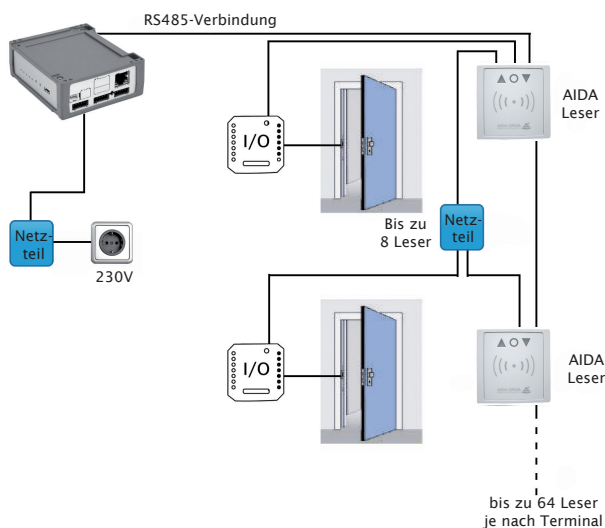 RS485-Verbindung
I/O
AIDA
Leser
Netz-
teil
230V
Bis zu
8 Leser
Netz-
teil
I/O
AIDA
Leser
bis zu 64 Leser
je nach Terminal